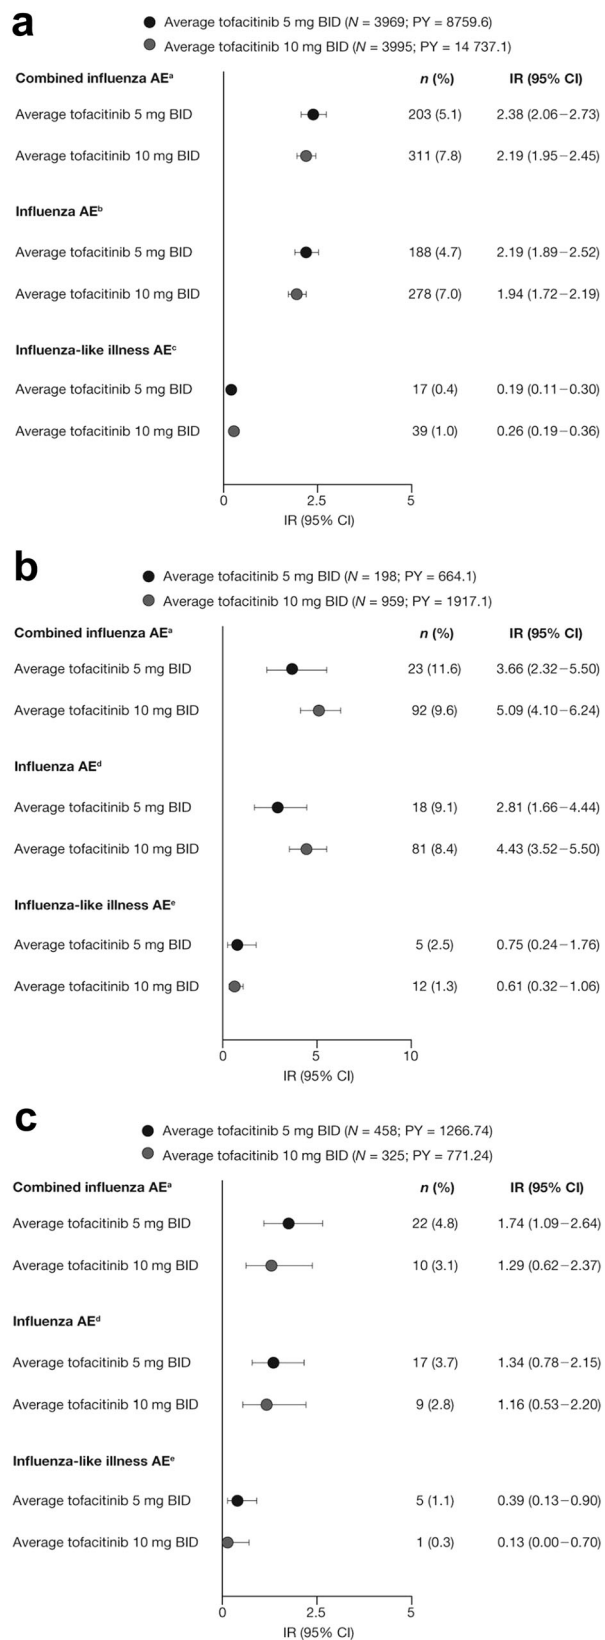 a
Average tofacitinib 5 mg BID (N = 3969; PY = 8759.6)
Average tofacitinib 10 mg BID (N = 3995; PY = 14 737.1)
Combined influenza AEᵃ n (%) IR (95% CI)
Average tofacitinib 5 mg BID 203 (5.1) 2.38 (2.06−2.73)
Average tofacitinib 10 mg BID 311 (7.8) 2.19 (1.95−2.45)
Influenza AEᵇ
Average tofacitinib 5 mg BID 188 (4.7) 2.19 (1.89−2.52)
Average tofacitinib 10 mg BID 278 (7.0) 1.94 (1.72−2.19)
Influenza-like illness AEᶜ
Average tofacitinib 5 mg BID 17 (0.4) 0.19 (0.11−0.30)
Average tofacitinib 10 mg BID 39 (1.0) 0.26 (0.19−0.36)
0 2.5 5
IR (95% CI)
b
Average tofacitinib 5 mg BID (N = 198; PY = 664.1)
Average tofacitinib 10 mg BID (N = 959; PY = 1917.1)
Combined influenza AEᵃ n (%) IR (95% CI)
Average tofacitinib 5 mg BID 23 (11.6) 3.66 (2.32−5.50)
Average tofacitinib 10 mg BID 92 (9.6) 5.09 (4.10−6.24)
Influenza AEᵈ
Average tofacitinib 5 mg BID 18 (9.1) 2.81 (1.66−4.44)
Average tofacitinib 10 mg BID 81 (8.4) 4.43 (3.52−5.50)
Influenza-like illness AEᵉ
Average tofacitinib 5 mg BID 5 (2.5) 0.75 (0.24−1.76)
Average tofacitinib 10 mg BID 12 (1.3) 0.61 (0.32−1.06)
0 5 10
IR (95% CI)
c
Average tofacitinib 5 mg BID (N = 458; PY = 1266.74)
Average tofacitinib 10 mg BID (N = 325; PY = 771.24)
Combined influenza AEᵃ n (%) IR (95% CI)
Average tofacitinib 5 mg BID 22 (4.8) 1.74 (1.09−2.64)
Average tofacitinib 10 mg BID 10 (3.1) 1.29 (0.62−2.37)
Influenza AEᵈ
Average tofacitinib 5 mg BID 17 (3.7) 1.34 (0.78−2.15)
Average tofacitinib 10 mg BID 9 (2.8) 1.16 (0.53−2.20)
Influenza-like illness AEᵉ
Average tofacitinib 5 mg BID 5 (1.1) 0.39 (0.13−0.90)
Average tofacitinib 10 mg BID 1 (0.3) 0.13 (0.00−0.70)
0 2.5 5
IR (95% CI)